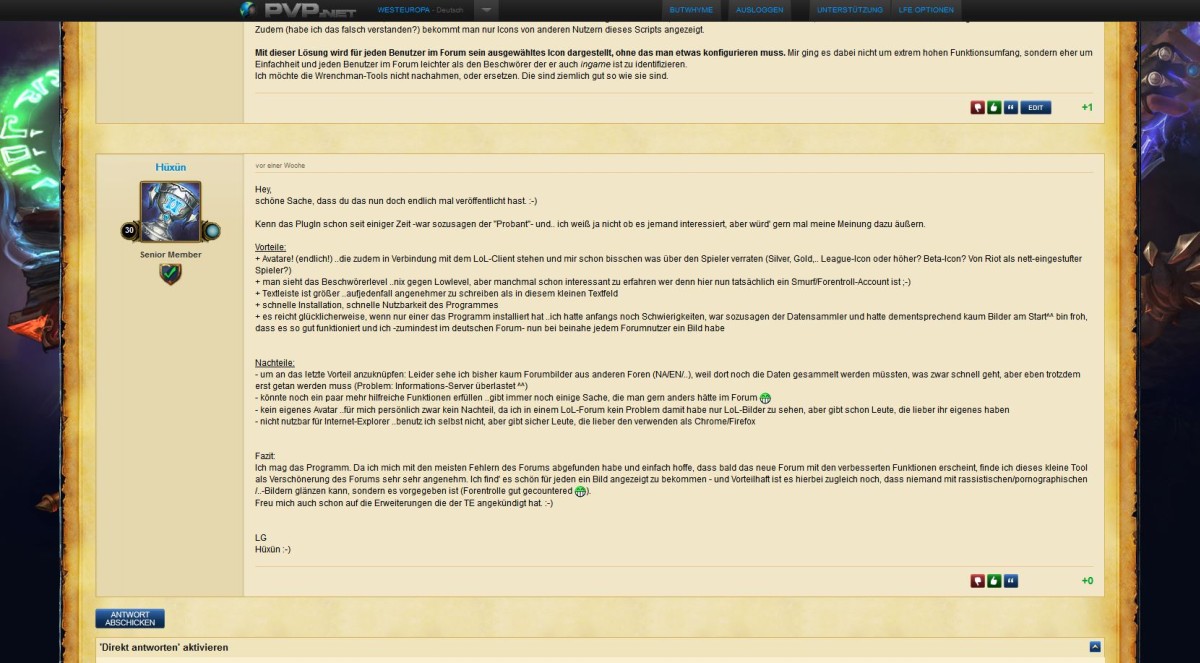 PVP.NET WESTEUROPA - Deutsch BUTWHYME AUSLOGGEN UNTERSTÜTZUNG LFE OPTIONEN
Zudem (habe ich das falsch verstanden?) bekommt man nur Icons von anderen Nutzern dieses Scripts angezeigt.
Mit dieser Lösung wird für jeden Benutzer im Forum sein ausgewähltes Icon dargestellt, ohne das man etwas konfigurieren muss. Mir ging es dabei nicht um extrem hohen Funktionsumfang, sondern eher um
Einfachheit und jeden Benutzer im Forum leichter als den Beschwörer der er auch ingame ist zu identifizieren.
Ich möchte die Wrenchman-Tools nicht nachahmen, oder ersetzen. Die sind ziemlich gut so wie sie sind.
EDIT +1
Hüxün
30
Senior Member
vor einer Woche
Hey,
schöne Sache, dass du das nun doch endlich mal veröffentlicht hast. :-)
Kenn das PlugIn schon seit einiger Zeit -war sozusagen der "Probant"- und.. ich weiß ja nicht ob es jemand interessiert, aber würd' gern mal meine Meinung dazu äußern.
Vorteile:
+ Avatare! (endlich!) ..die zudem in Verbindung mit dem LoL-Client stehen und mir schon bisschen was über den Spieler verraten (Silver, Gold,.. League-Icon oder höher? Beta-Icon? Von Riot als nett-eingestufter
Spieler?)
+ man sieht das Beschwörerlevel ..nix gegen Lowlevel, aber manchmal schon interessant zu erfahren wer denn hier nun tatsächlich ein Smurf/Forentroll-Account ist ;-)
+ Textleiste ist größer ..aufjedenfall angenehmer zu schreiben als in diesem kleinen Textfeld
+ schnelle Installation, schnelle Nutzbarkeit des Programmes
+ es reicht glücklicherweise, wenn nur einer das Programm installiert hat ..ich hatte anfangs noch Schwierigkeiten, war sozusagen der Datensammler und hatte dementsprechend kaum Bilder am Start^^ bin froh,
dass es so gut funktioniert und ich -zumindest im deutschen Forum- nun bei beinahe jedem Forumnutzer ein Bild habe
Nachteile:
- um an das letzte Vorteil anzuknüpfen: Leider sehe ich bisher kaum Forumbilder aus anderen Foren (NA/EN/..), weil dort noch die Daten gesammelt werden müssten, was zwar schnell geht, aber eben trotzdem
erst getan werden muss (Problem: Informations-Server überlastet ^^)
- könnte noch ein paar mehr hilfreiche Funktionen erfüllen ..gibt immer noch einige Sache, die man gern anders hätte im Forum
- kein eigenes Avatar ..für mich persönlich zwar kein Nachteil, da ich in einem LoL-Forum kein Problem damit habe nur LoL-Bilder zu sehen, aber gibt schon Leute, die lieber ihr eigenes haben
- nicht nutzbar für Internet-Explorer ..benutz ich selbst nicht, aber gibt sicher Leute, die lieber den verwenden als Chrome/Firefox
Fazit:
Ich mag das Programm. Da ich mich mit den meisten Fehlern des Forums abgefunden habe und einfach hoffe, dass bald das neue Forum mit den verbesserten Funktionen erscheint, finde ich dieses kleine Tool
als Verschönerung des Forums sehr sehr angenehm. Ich find' es schön für jeden ein Bild angezeigt zu bekommen - und Vorteilhaft ist es hierbei zugleich noch, dass niemand mit rassistischen/pornographischen
/..-Bildern glänzen kann, sondern es vorgegeben ist (Forentrolle gut gecountered ).
Freu mich auch schon auf die Erweiterungen die der TE angekündigt hat. :-)
LG
Hüxün :-)
+0
ANTWORT
ABSCHICKEN
'Direkt antworten' aktivieren